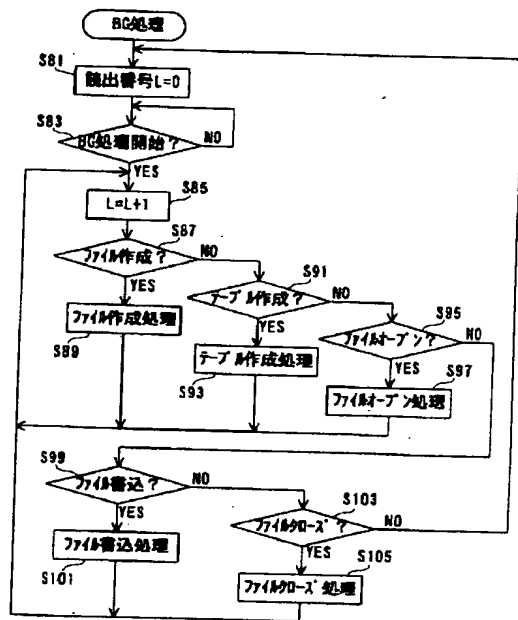 BG処理
S81
読出番号L=0
S83
BG処理開始?
NO
YES
S85
L=L+1
S87
ファイル作成?
NO
YES
S91
テーブル作成?
NO
YES
S95
ファイルオープン?
NO
YES
ファイル作成処理
S89
テーブル作成処理
S93
S97
ファイルオープン処理
S99
ファイル書込?
NO
YES
S103
ファイルクローズ?
NO
YES
ファイル書込処理
S101
S105
ファイルクローズ処理